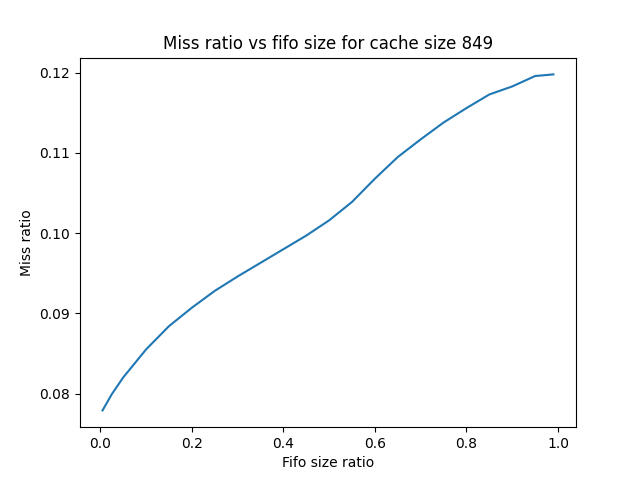 Miss ratio vs fifo size for cache size 849
0.12
0.11
0.10
0.09
0.08
Miss ratio
0.0 0.2 0.4 0.6 0.8 1.0
Fifo size ratio